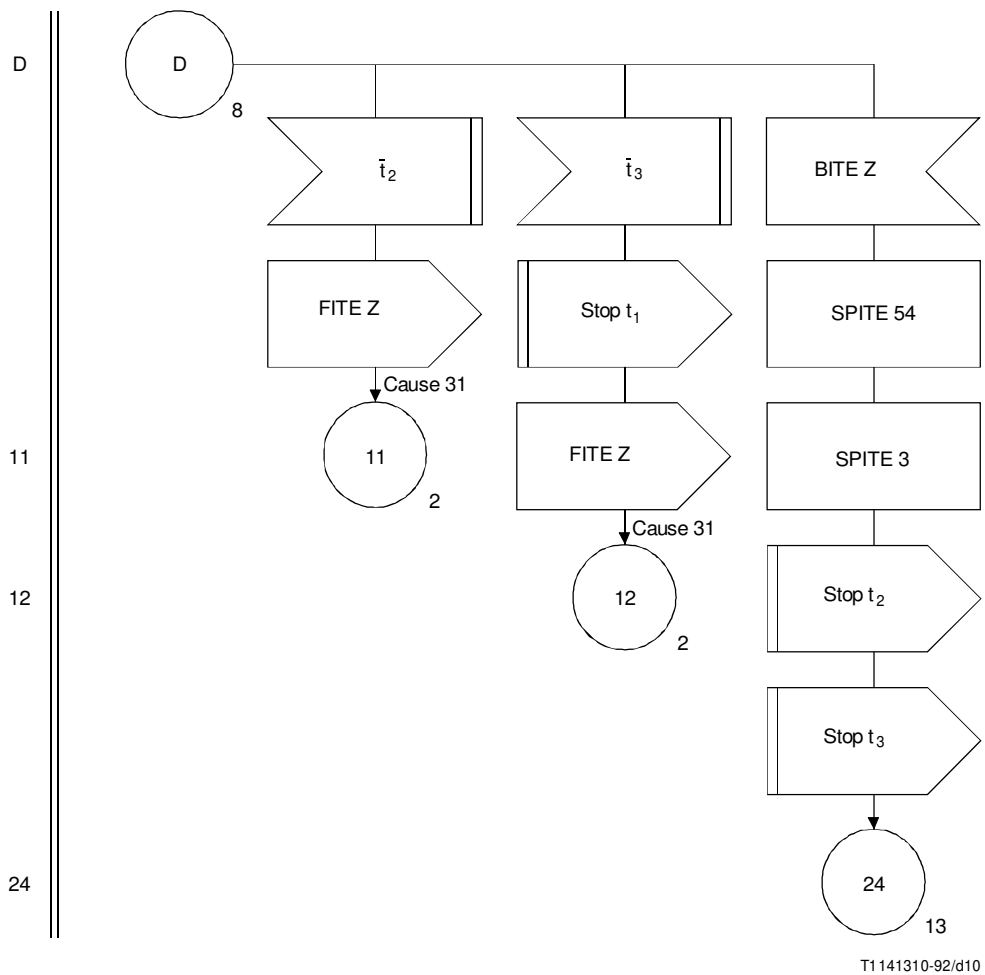 D
D
8
t̄2
t̄3
BITE Z
FITE Z
Stop t1
SPITE 54
Cause 31
11
11
2
FITE Z
SPITE 3
Cause 31
12
12
2
Stop t2
Stop t3
24
24
13
T1141310-92/d10